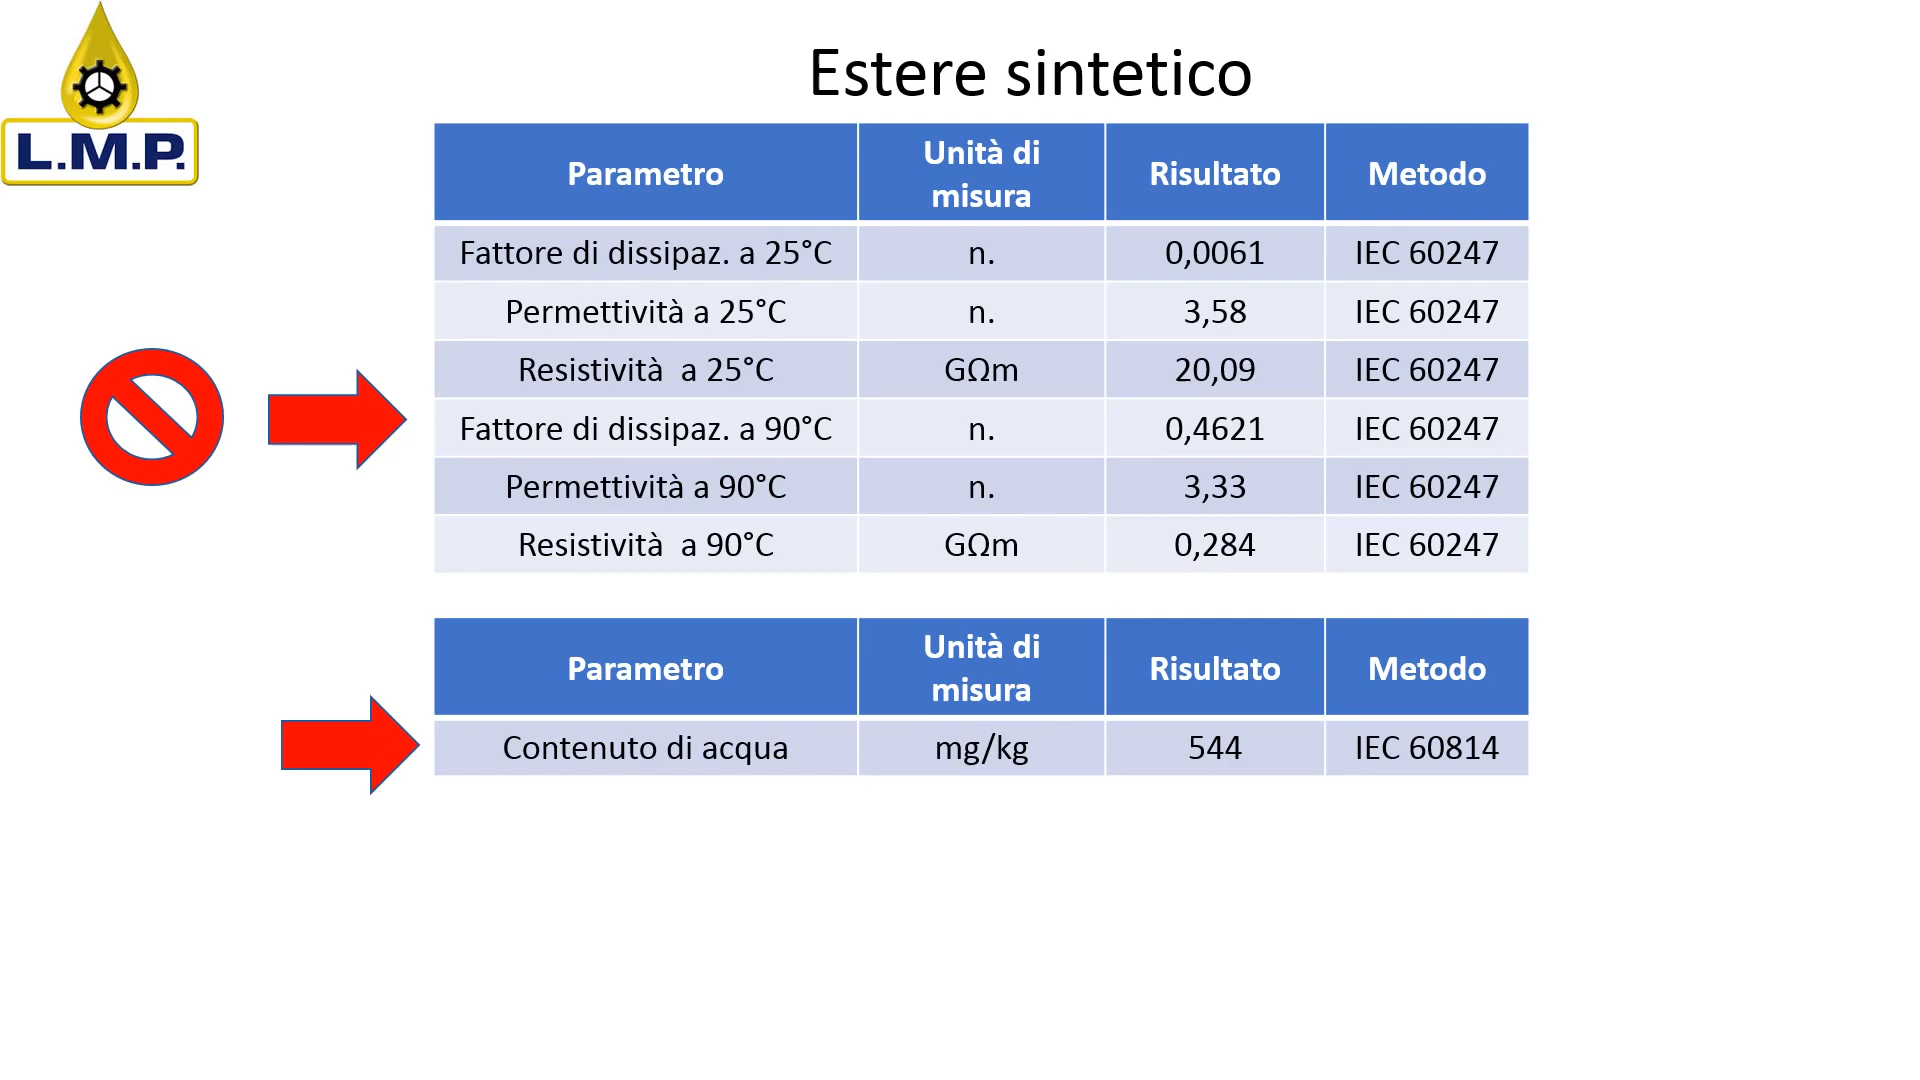 L.M.P.
Estere sintetico
Parametro Unità di misura Risultato Metodo
Fattore di dissipaz. a 25°C n. 0,0061 IEC 60247
Permettività a 25°C n. 3,58 IEC 60247
Resistività  a 25°C GΩm 20,09 IEC 60247
Fattore di dissipaz. a 90°C n. 0,4621 IEC 60247
Permettività a 90°C n. 3,33 IEC 60247
Resistività  a 90°C GΩm 0,284 IEC 60247
Parametro Unità di misura Risultato Metodo
Contenuto di acqua mg/kg 544 IEC 60814